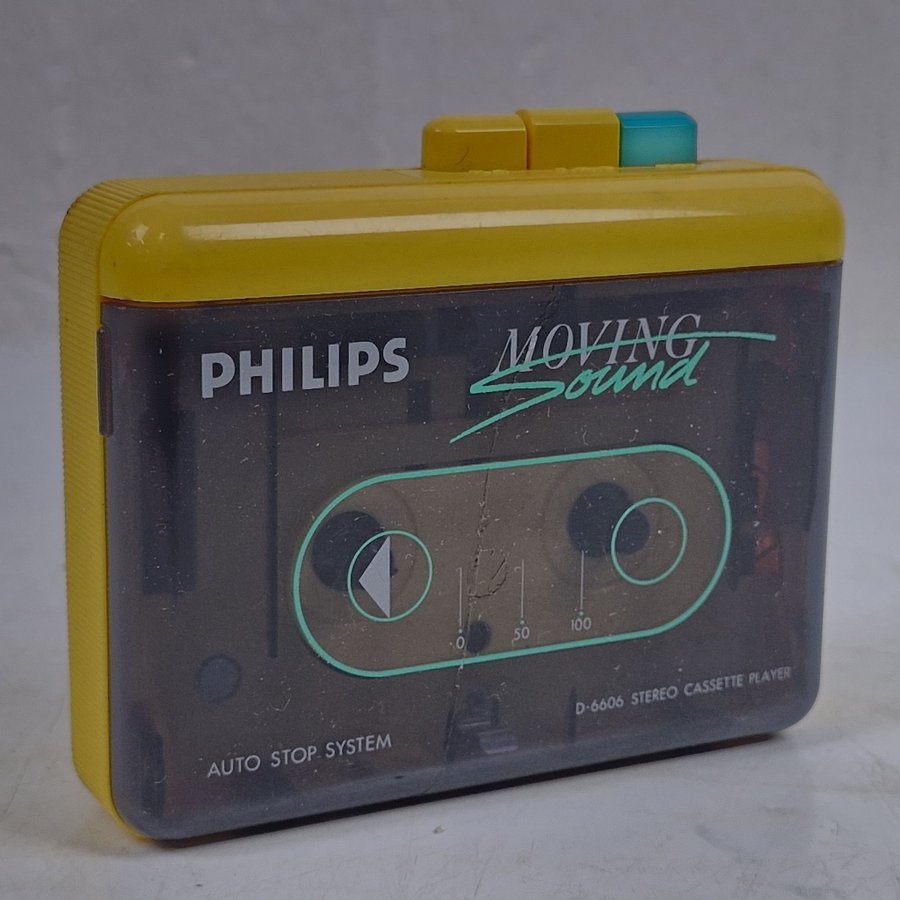 PHILIPS
MOVING
Sound
0 50 100
D-6606 STEREO CASSETTE PLAYER
AUTO STOP SYSTEM